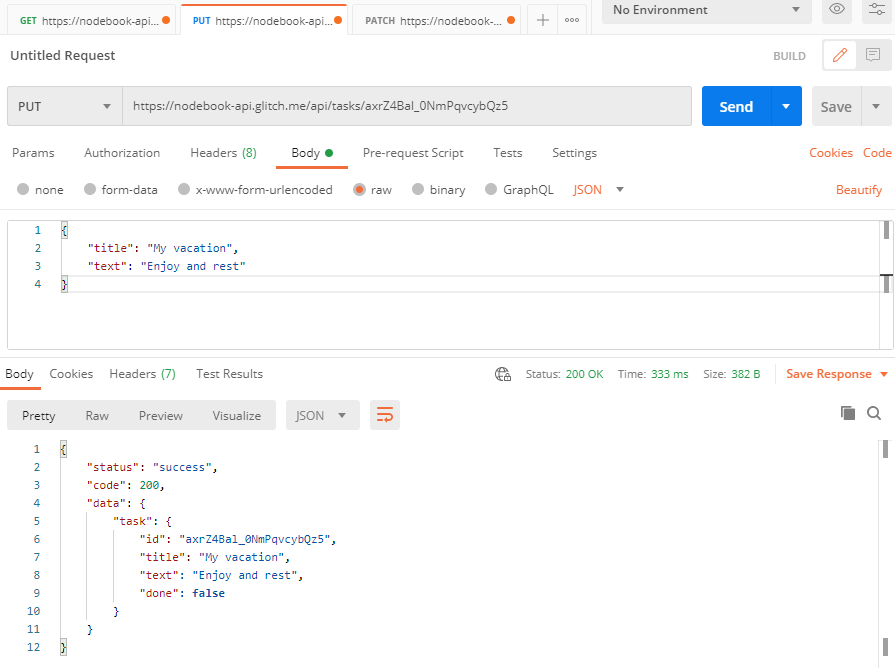 GET https://nodebook-api....
PUT https://nodebook-api....
PATCH https://nodebook-...
No Environment
Untitled Request
BUILD
PUT
https://nodebook-api.glitch.me/api/tasks/axrZ4Bal_0NmPqvcybQz5
Send
Save
Params
Authorization
Headers (8)
Body
Pre-request Script
Tests
Settings
Cookies
Code
none
form-data
x-www-form-urlencoded
raw
binary
GraphQL
JSON
Beautify
1 {
2 "title": "My vacation",
3 "text": "Enjoy and rest"
4 }
Body
Cookies
Headers (7)
Test Results
Status: 200 OK
Time: 333 ms
Size: 382 B
Save Response
Pretty
Raw
Preview
Visualize
JSON
1 {
2 "status": "success",
3 "code": 200,
4 "data": {
5 "task": {
6 "id": "axrZ4Bal_0NmPqvcybQz5",
7 "title": "My vacation",
8 "text": "Enjoy and rest",
9 "done": false
10 }
11 }
12 }